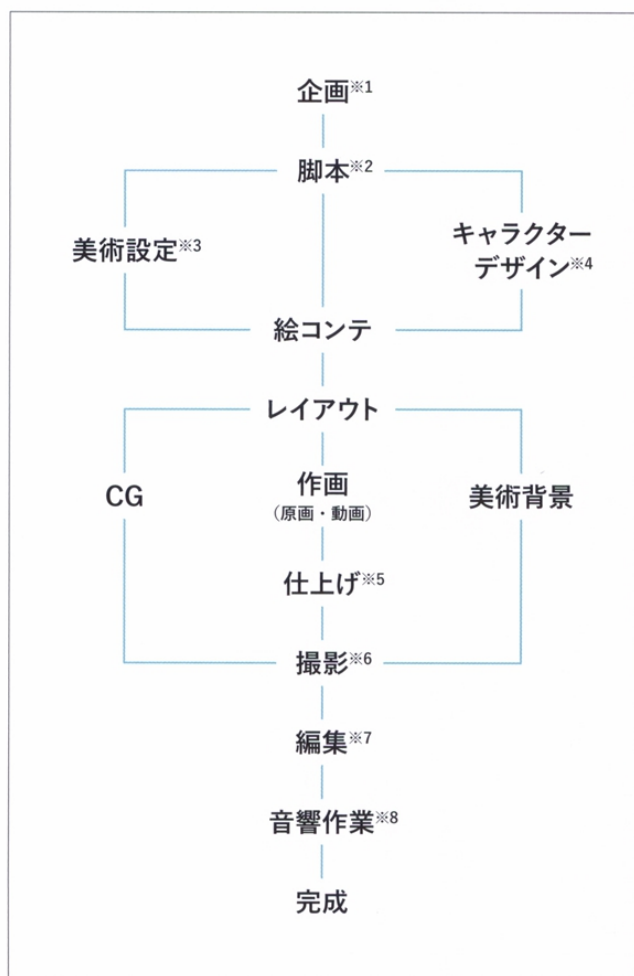 企画※1
脚本※2
美術設定※3
キャラクター
デザイン※4
絵コンテ
レイアウト
CG
作画
(原画・動画)
美術背景
仕上げ※5
撮影※6
編集※7
音響作業※8
完成